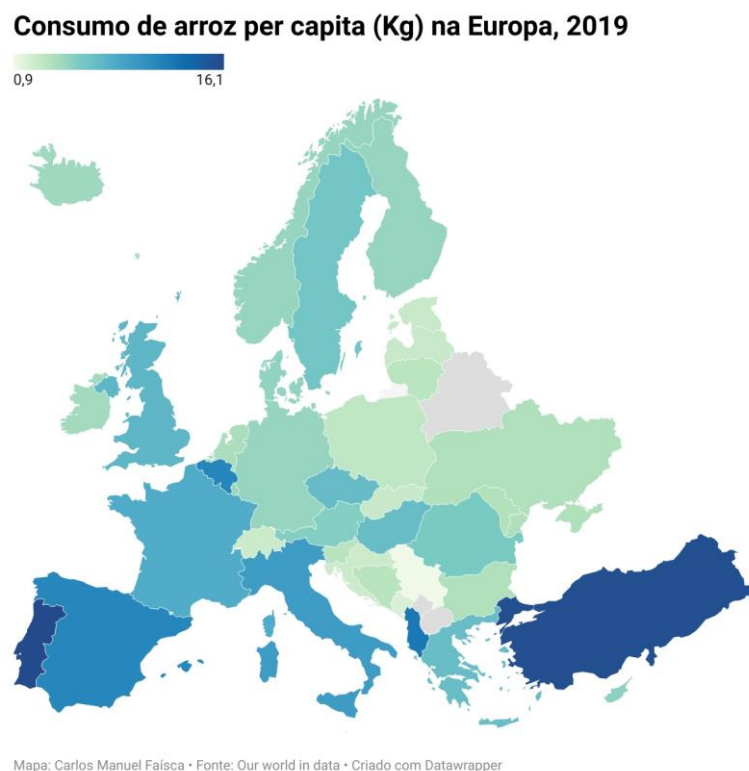 Consumo de arroz per capita (Kg) na Europa, 2019
0,9 16,1
Mapa: Carlos Manuel Faísca • Fonte: Our world in data • Criado com Datawrapper